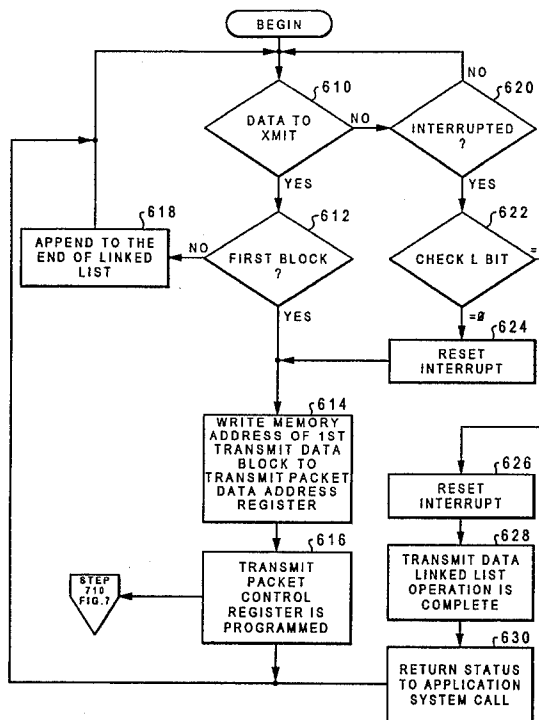 BEGIN
NO
610
620
DATA TO
XMIT
NO
INTERRUPTED
?
YES
YES
618
612
622
APPEND TO THE
END OF LINKED
LIST
NO
FIRST BLOCK
?
CHECK L BIT
=
YES
=0
624
RESET
INTERRUPT
614
WRITE MEMORY
ADDRESS OF 1ST
TRANSMIT DATA
BLOCK TO
TRANSMIT PACKET
DATA ADDRESS
REGISTER
626
RESET
INTERRUPT
616
628
STEP
710
FIG.7
TRANSMIT
PACKET
CONTROL
REGISTER IS
PROGRAMMED
TRANSMIT DATA
LINKED LIST
OPERATION IS
COMPLETE
630
RETURN STATUS
TO APPLICATION
SYSTEM CALL